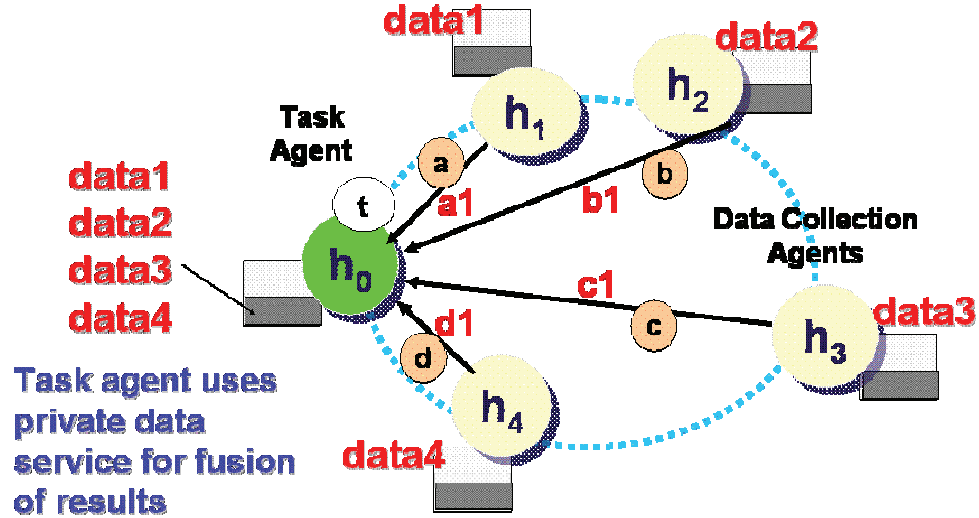 data1
data2
h1
h2
Task
Agent
a
b
data1
a1
b1
data2
t
Data Collection
Agents
data3
h0
c1
data4
d1
c
data3
d
h3
Task agent uses
private data
service for fusion
of results
h4
data4